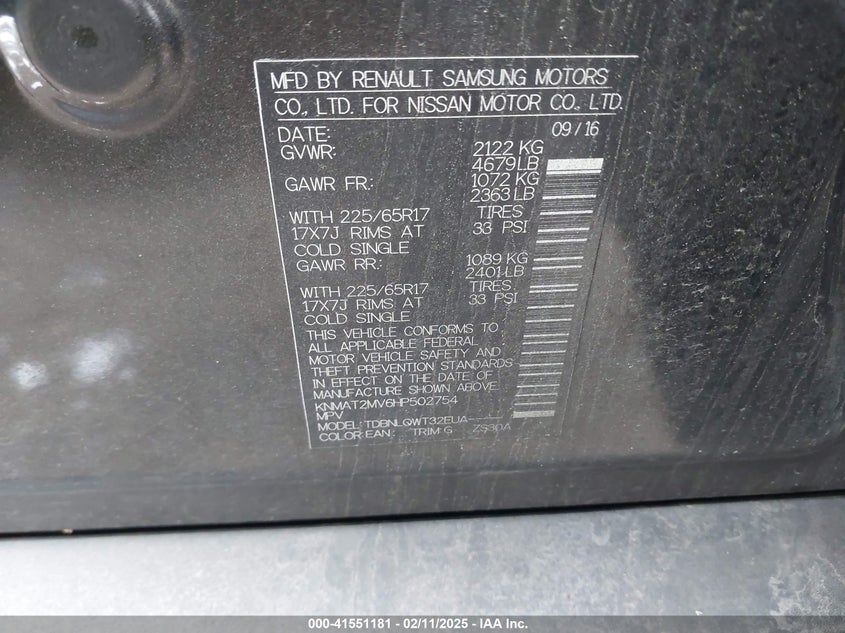 MFD BY RENAULT SAMSUNG MOTORS
CO., LTD. FOR NISSAN MOTOR CO., LTD.
DATE: 09/16
GVWR: 2122 KG
4679 LB
GAWR FR.: 1072 KG
2363 LB
WITH 225/65R17 TIRES
17X7J RIMS AT 33 PSI
COLD SINGLE
GAWR RR.: 1089 KG
2401 LB
WITH 225/65R17 TIRES
17X7J RIMS AT 33 PSI
COLD SINGLE
THIS VEHICLE CONFORMS TO
ALL APPLICABLE FEDERAL
MOTOR VEHICLE SAFETY AND
THEFT PREVENTION STANDARDS
IN EFFECT ON THE DATE OF
MANUFACTURE SHOWN ABOVE.
KNMAT2MV6HP502754
MPV
MODEL: TDBNLQWT32EUA-----
COLOR: EAN: TRIM: G ZS30A
000-41551181 - 02/11/2025 - IAA Inc.